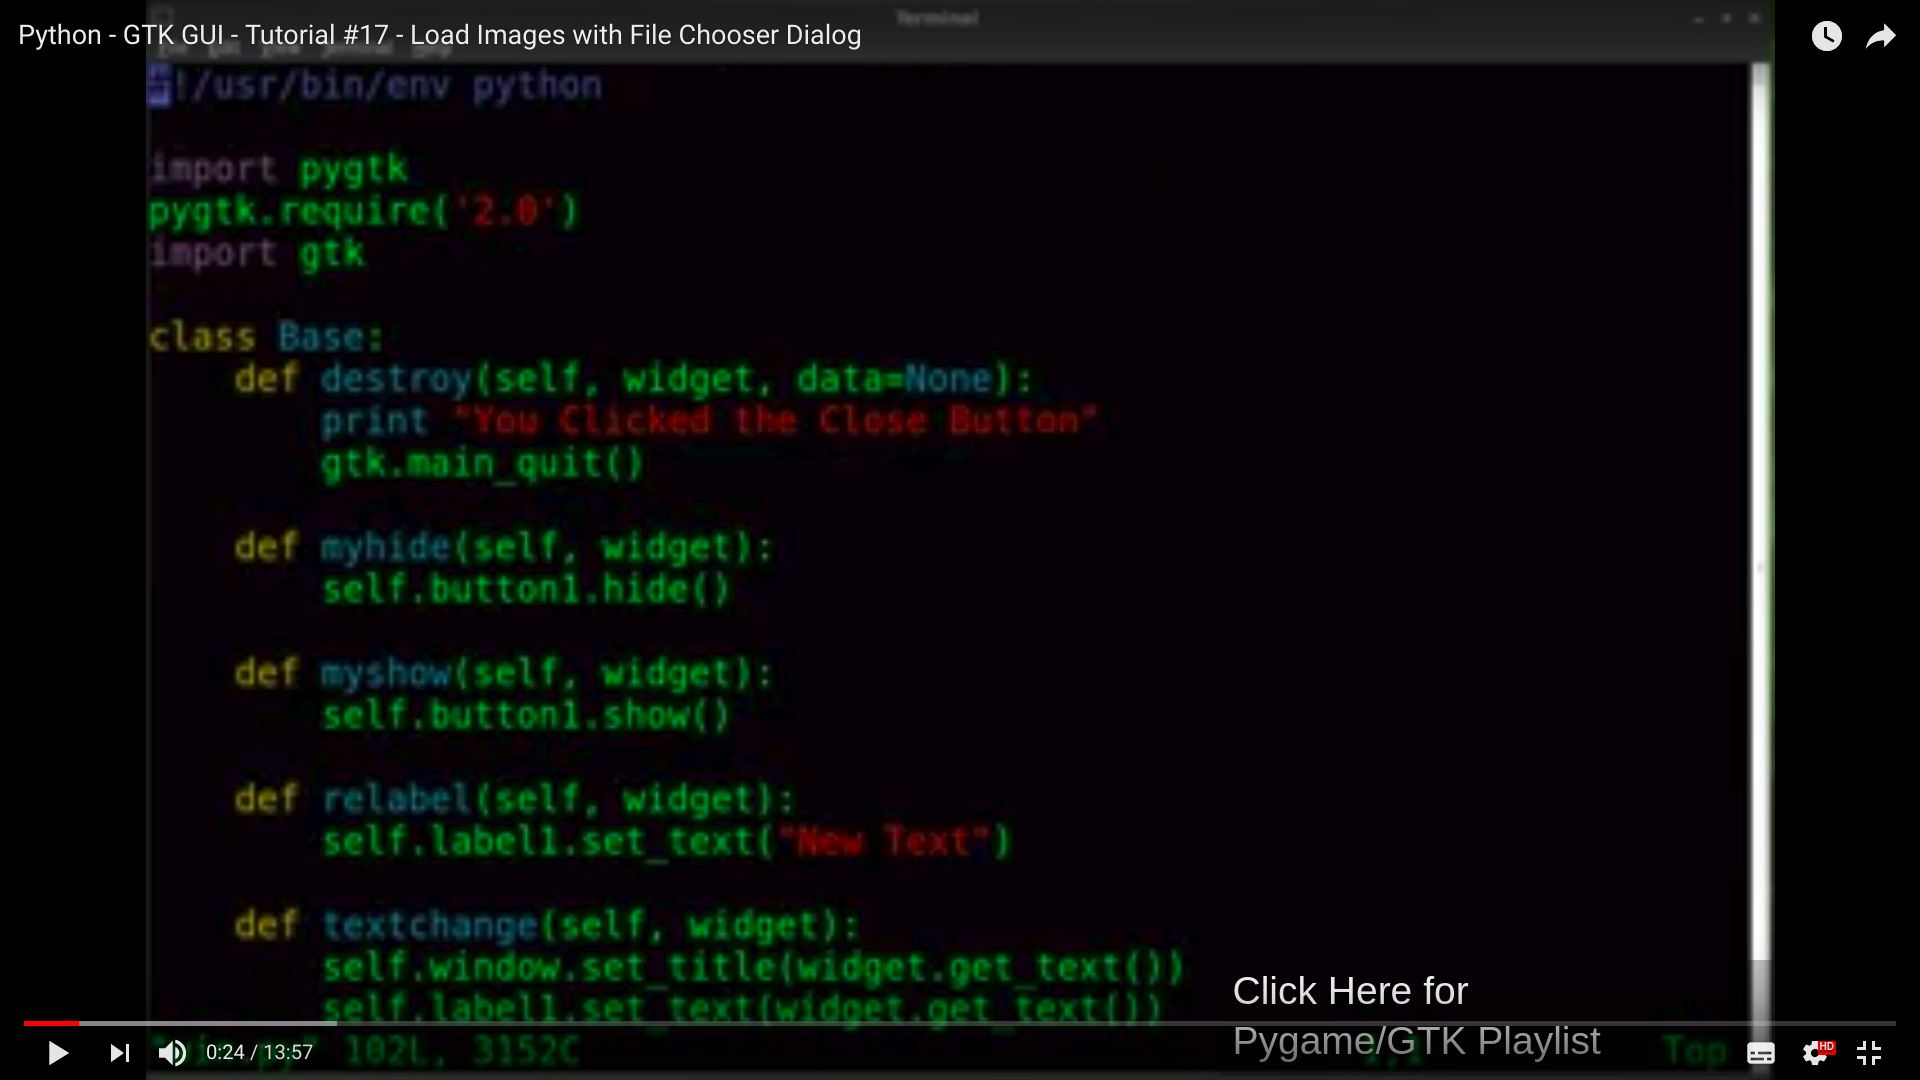 Terminal
Python - GTK GUI - Tutorial #17 - Load Images with File Chooser Dialog
#!/usr/bin/env python
import pygtk
pygtk.require('2.0')
import gtk
class Base:
def destroy(self, widget, data=None):
print "You Clicked the Close Button"
gtk.main_quit()
def myhide(self, widget):
self.button1.hide()
def myshow(self, widget):
self.button1.show()
def relabel(self, widget):
self.label1.set_text("New Text")
def textchange(self, widget):
self.window.set_title(widget.get_text())
self.label1.set_text(widget.get_text())
Click Here for
Pygame/GTK Playlist
0:24 / 13:57
102L, 3152C
Top
HD